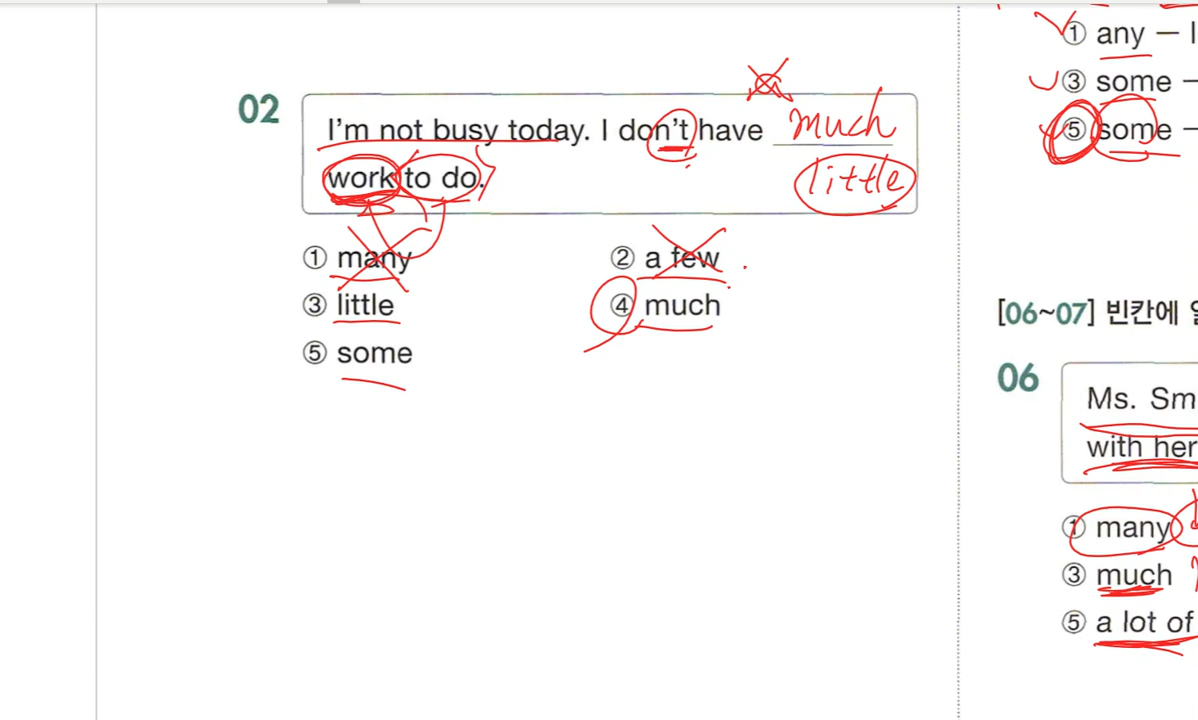 02
I'm not busy today. I don't have much
work to do. little
① many
② a few
③ little
④ much
⑤ some
① any –
③ some –
⑤ some –
[06~07] 빈칸에
06
Ms. Sm
with her
① many
③ much
⑤ a lot of